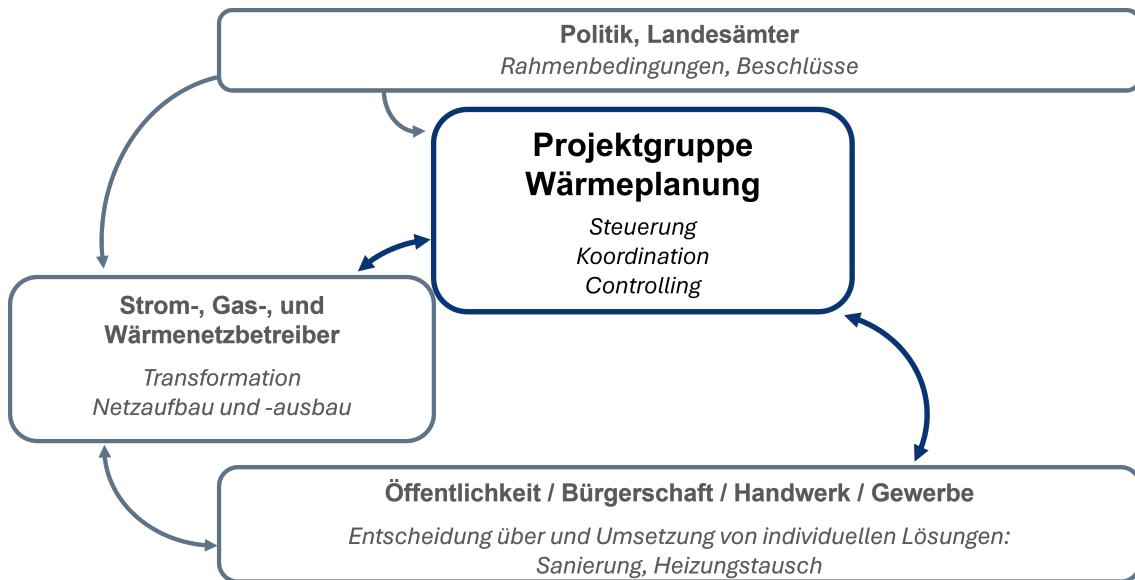 Politik, Landesämter
Rahmenbedingungen, Beschlüsse
Projektgruppe
Wärmeplanung
Steuerung
Koordination
Controlling
Strom-, Gas-, und
Wärmenetzbetreiber
Transformation
Netzaufbau und -ausbau
Öffentlichkeit / Bürgerschaft / Handwerk / Gewerbe
Entscheidung über und Umsetzung von individuellen Lösungen:
Sanierung, Heizungstausch